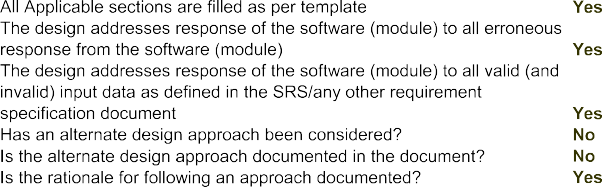 All Applicable sections are filled as per template Yes
The design addresses response of the software (module) to all erroneous
response from the software (module) Yes
The design addresses response of the software (module) to all valid (and
invalid) input data as defined in the SRS/any other requirement
specification document Yes
Has an alternate design approach been considered? No
Is the alternate design approach documented in the document? No
Is the rationale for following an approach documented? Yes